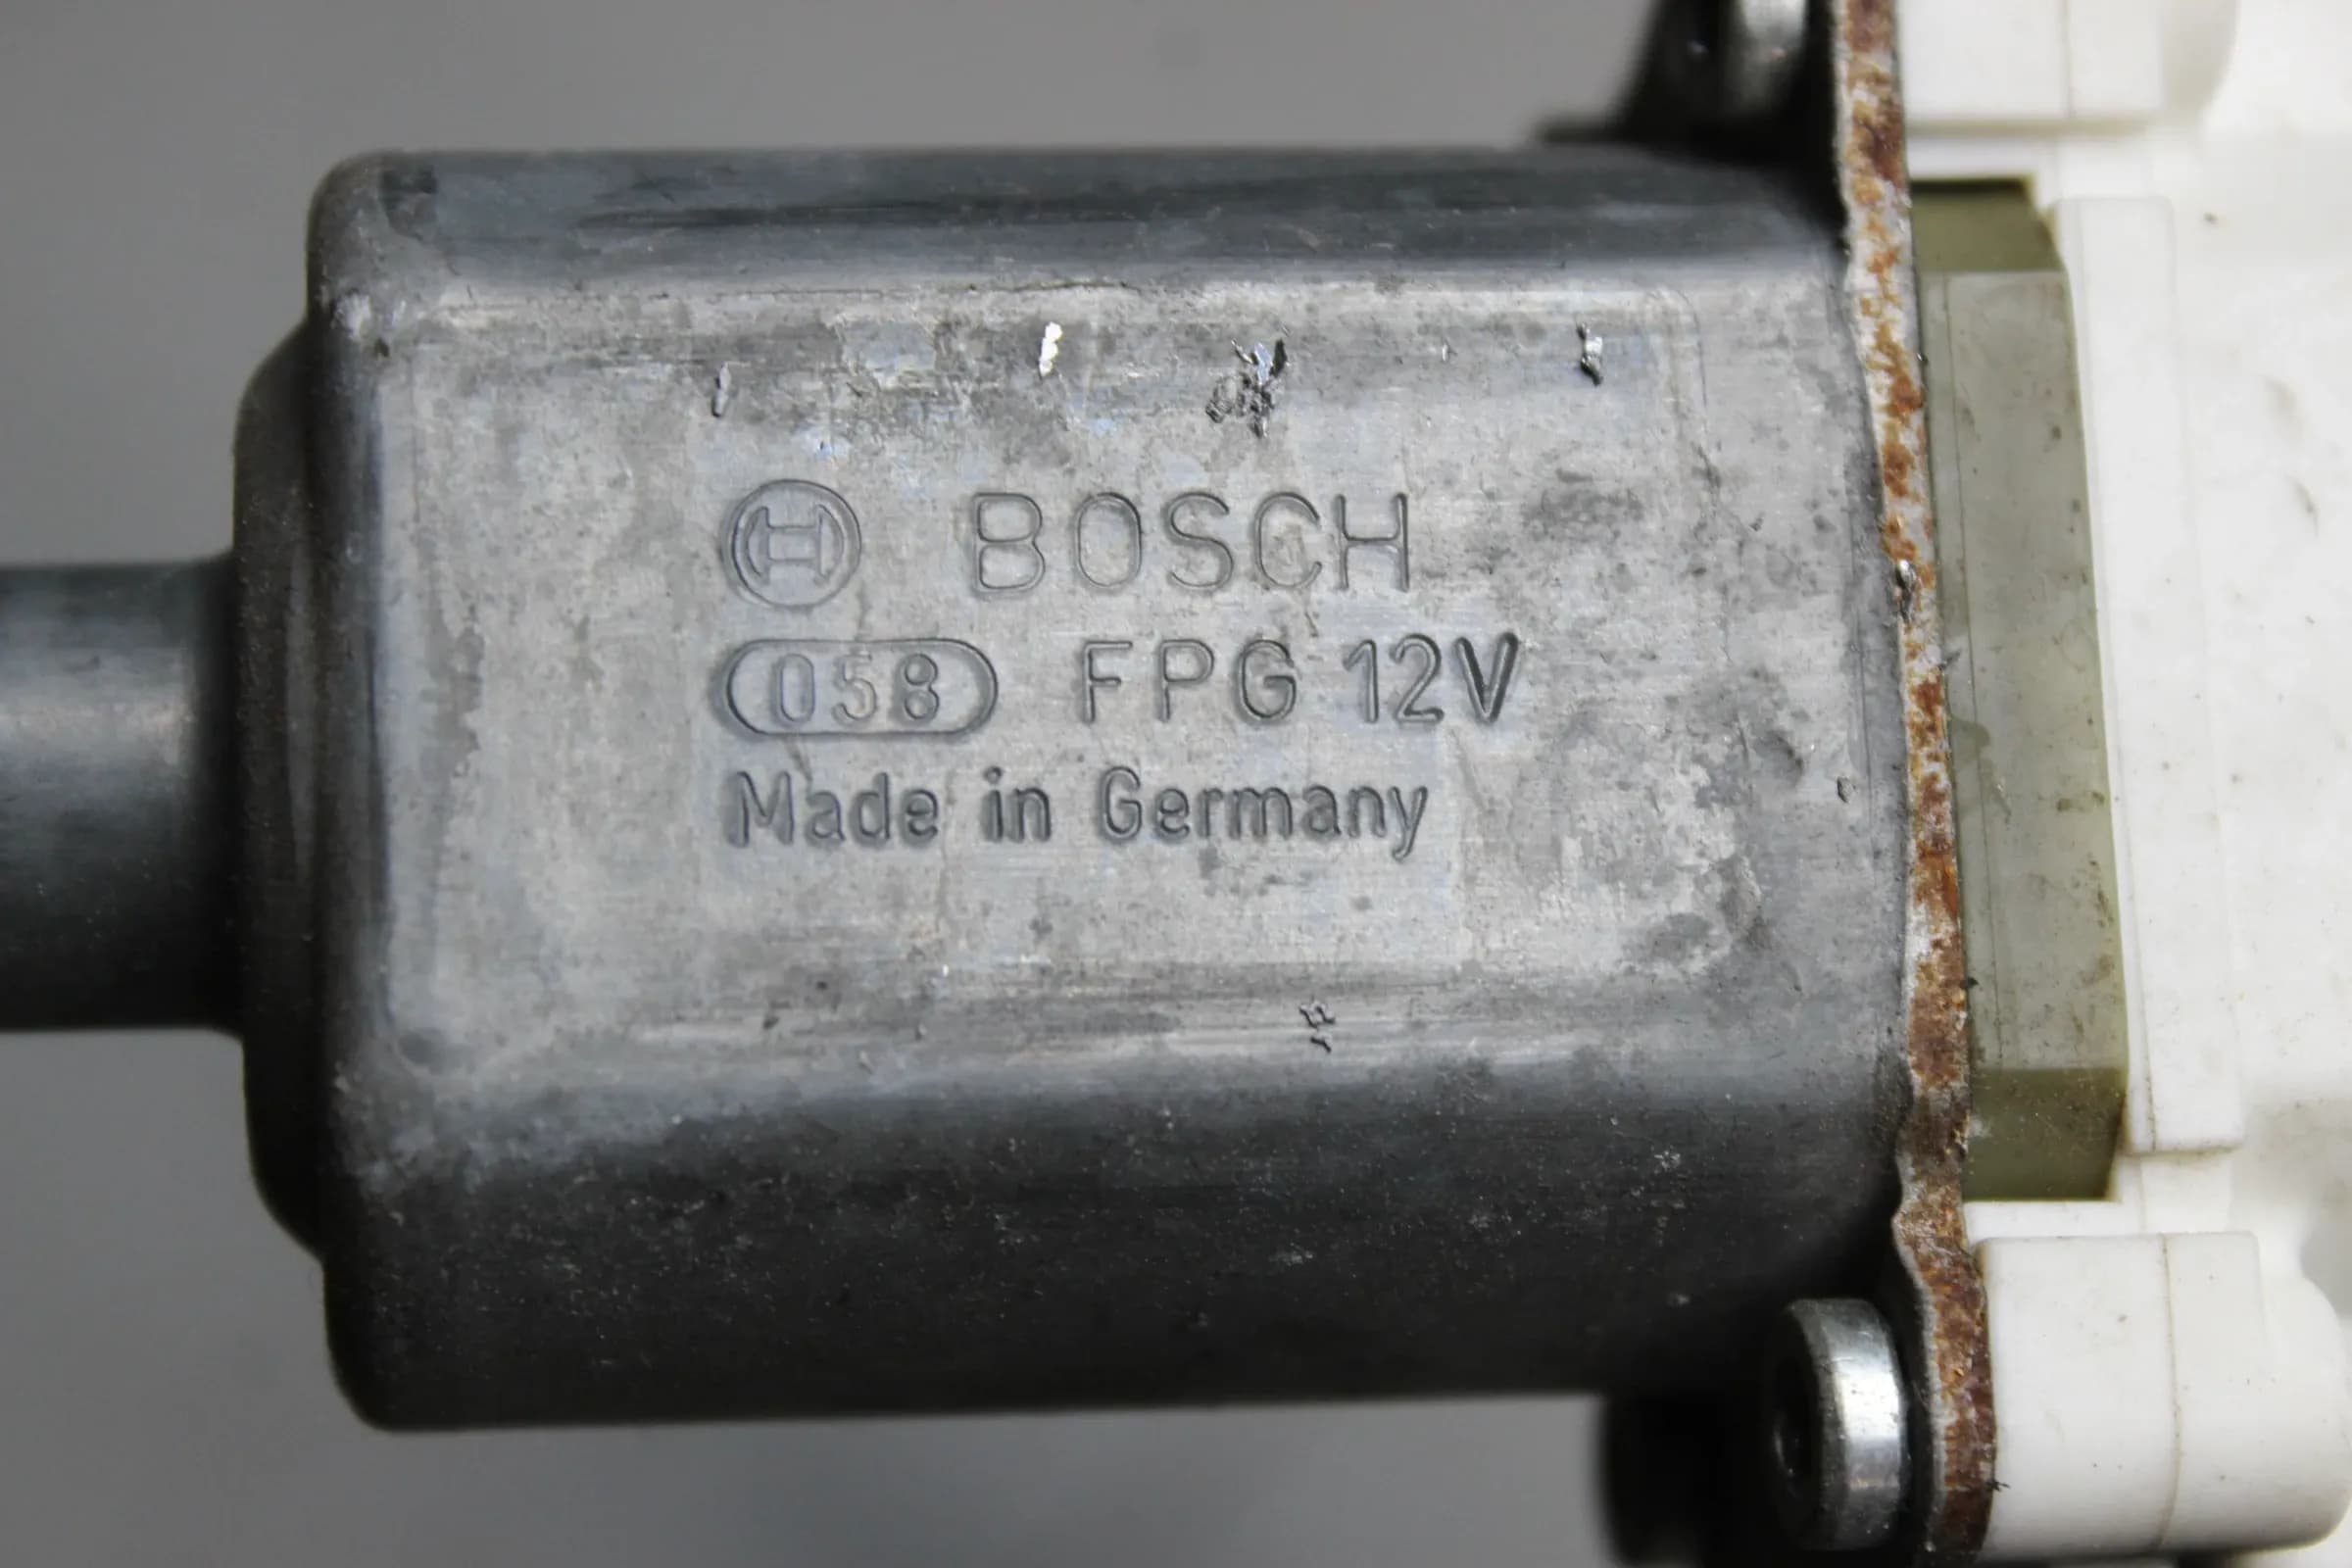 BOSCH
058 FPG 12V
Made in Germany